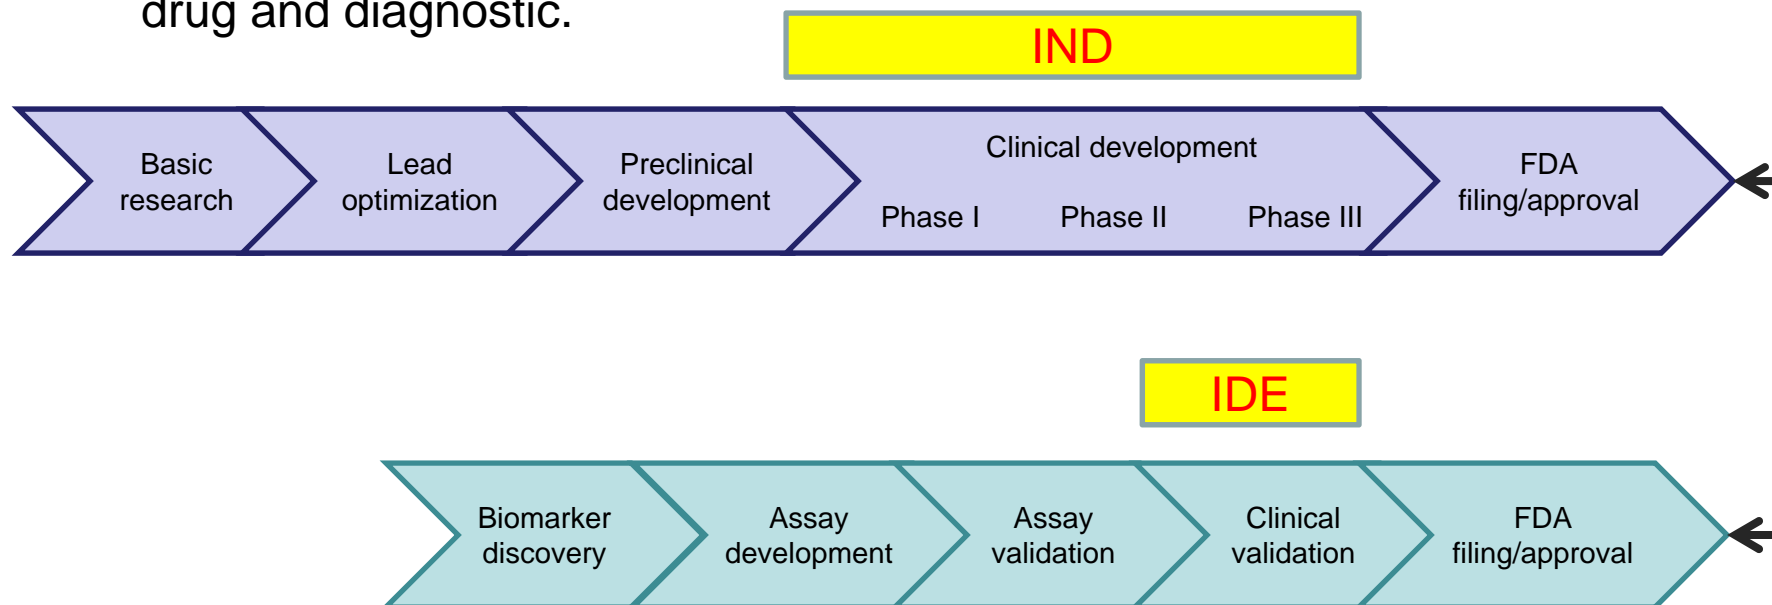 drug and diagnostic.
IND
Basic
research
Lead
optimization
Preclinical
development
Clinical development
Phase I
Phase II
Phase III
FDA
filing/approval
IDE
Biomarker
discovery
Assay
development
Assay
validation
Clinical
validation
FDA
filing/approval